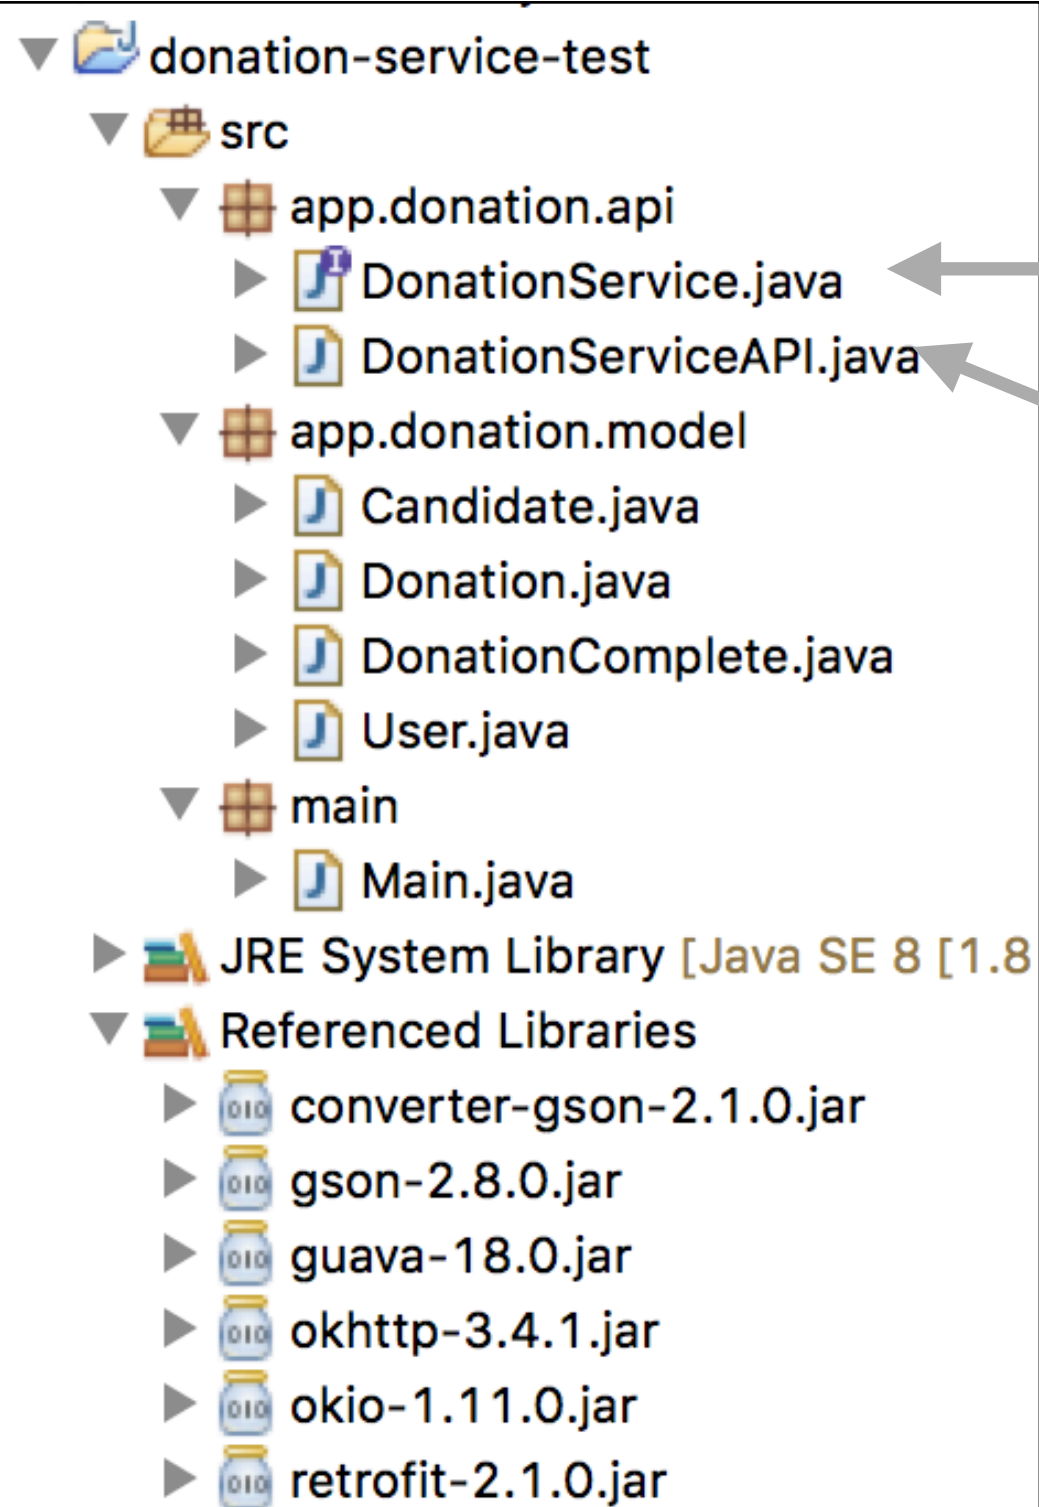 donation-service-test
src
app.donation.api
DonationService.java
DonationServiceAPI.java
app.donation.model
Candidate.java
Donation.java
DonationComplete.java
User.java
main
Main.java
JRE System Library [Java SE 8 [1.8
Referenced Libraries
converter-gson-2.1.0.jar
gson-2.8.0.jar
guava-18.0.jar
okhttp-3.4.1.jar
okio-1.11.0.jar
retrofit-2.1.0.jar